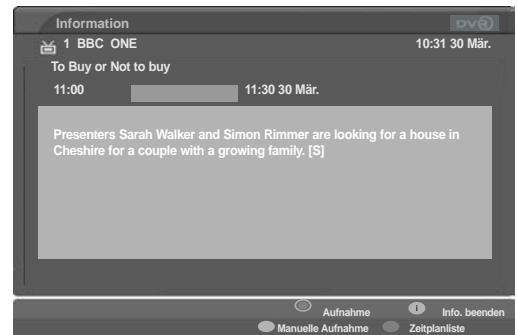 Information
DVR
1 BBC ONE 10:31 30 Mär.
To Buy or Not to buy
11:00 11:30 30 Mär.
Presenters Sarah Walker and Simon Rimmer are looking for a house in
Cheshire for a couple with a growing family. [S]
Aufnahme i Info. beenden
Manuelle Aufnahme Zeitplanliste